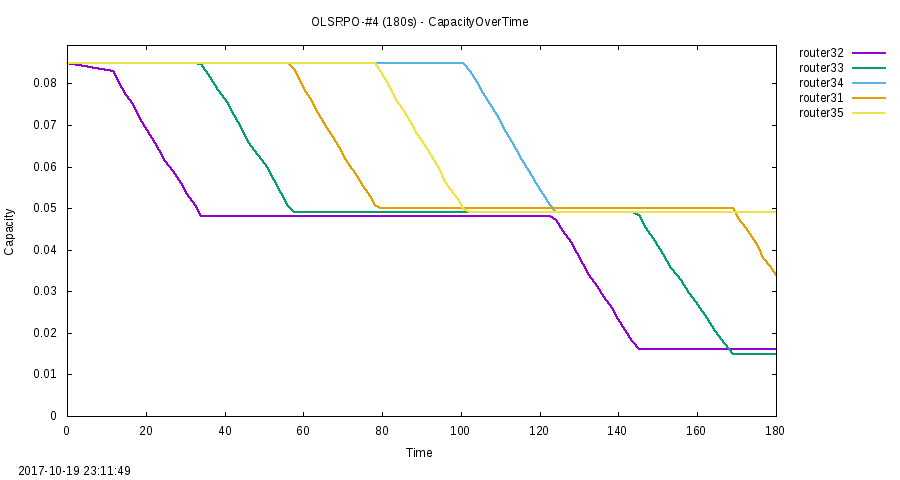 OLSRPO-#4 (180s) - CapacityOverTime
router32
router33
router34
router31
router35
Capacity
0.08
0.07
0.06
0.05
0.04
0.03
0.02
0.01
0
0 20 40 60 80 100 120 140 160 180
Time
2017-10-19 23:11:49